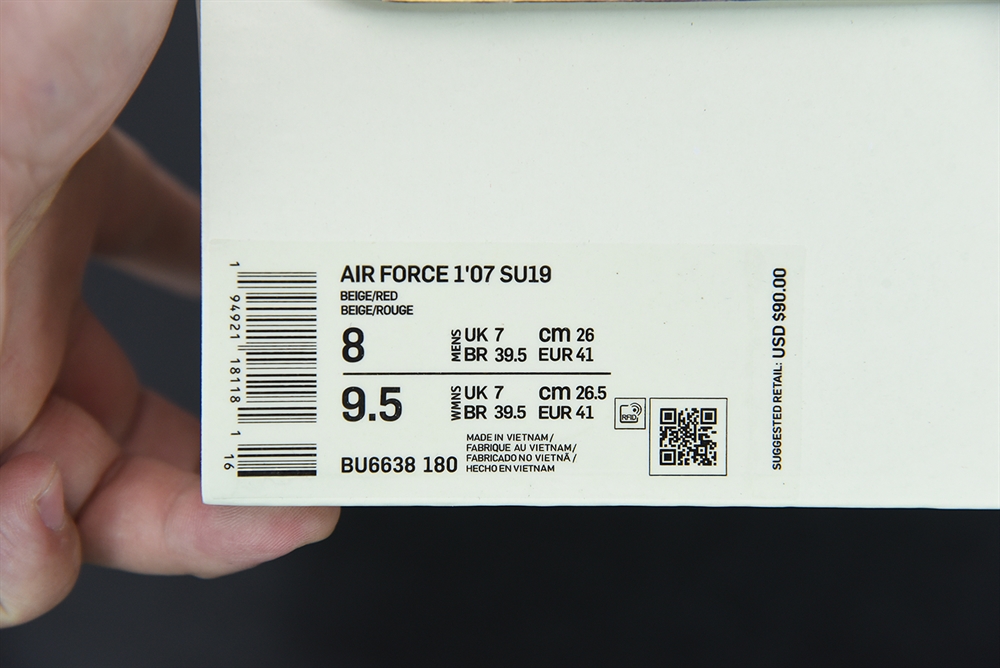 AIR FORCE 1'07 SU19
BEIGE/RED
BEIGE/ROUGE
8 MENS UK 7 cm 26
BR 39.5 EUR 41
9.5 WMNS UK 7 cm 26.5
BR 39.5 EUR 41
RFID
BU6638 180
MADE IN VIETNAM/
FABRIQUE AU VIETNAM/
FABRICADO NO VIETNÃ/
HECHO EN VIETNAM
1 94921 18118 1 16
SUGGESTED RETAIL: USD $90.00